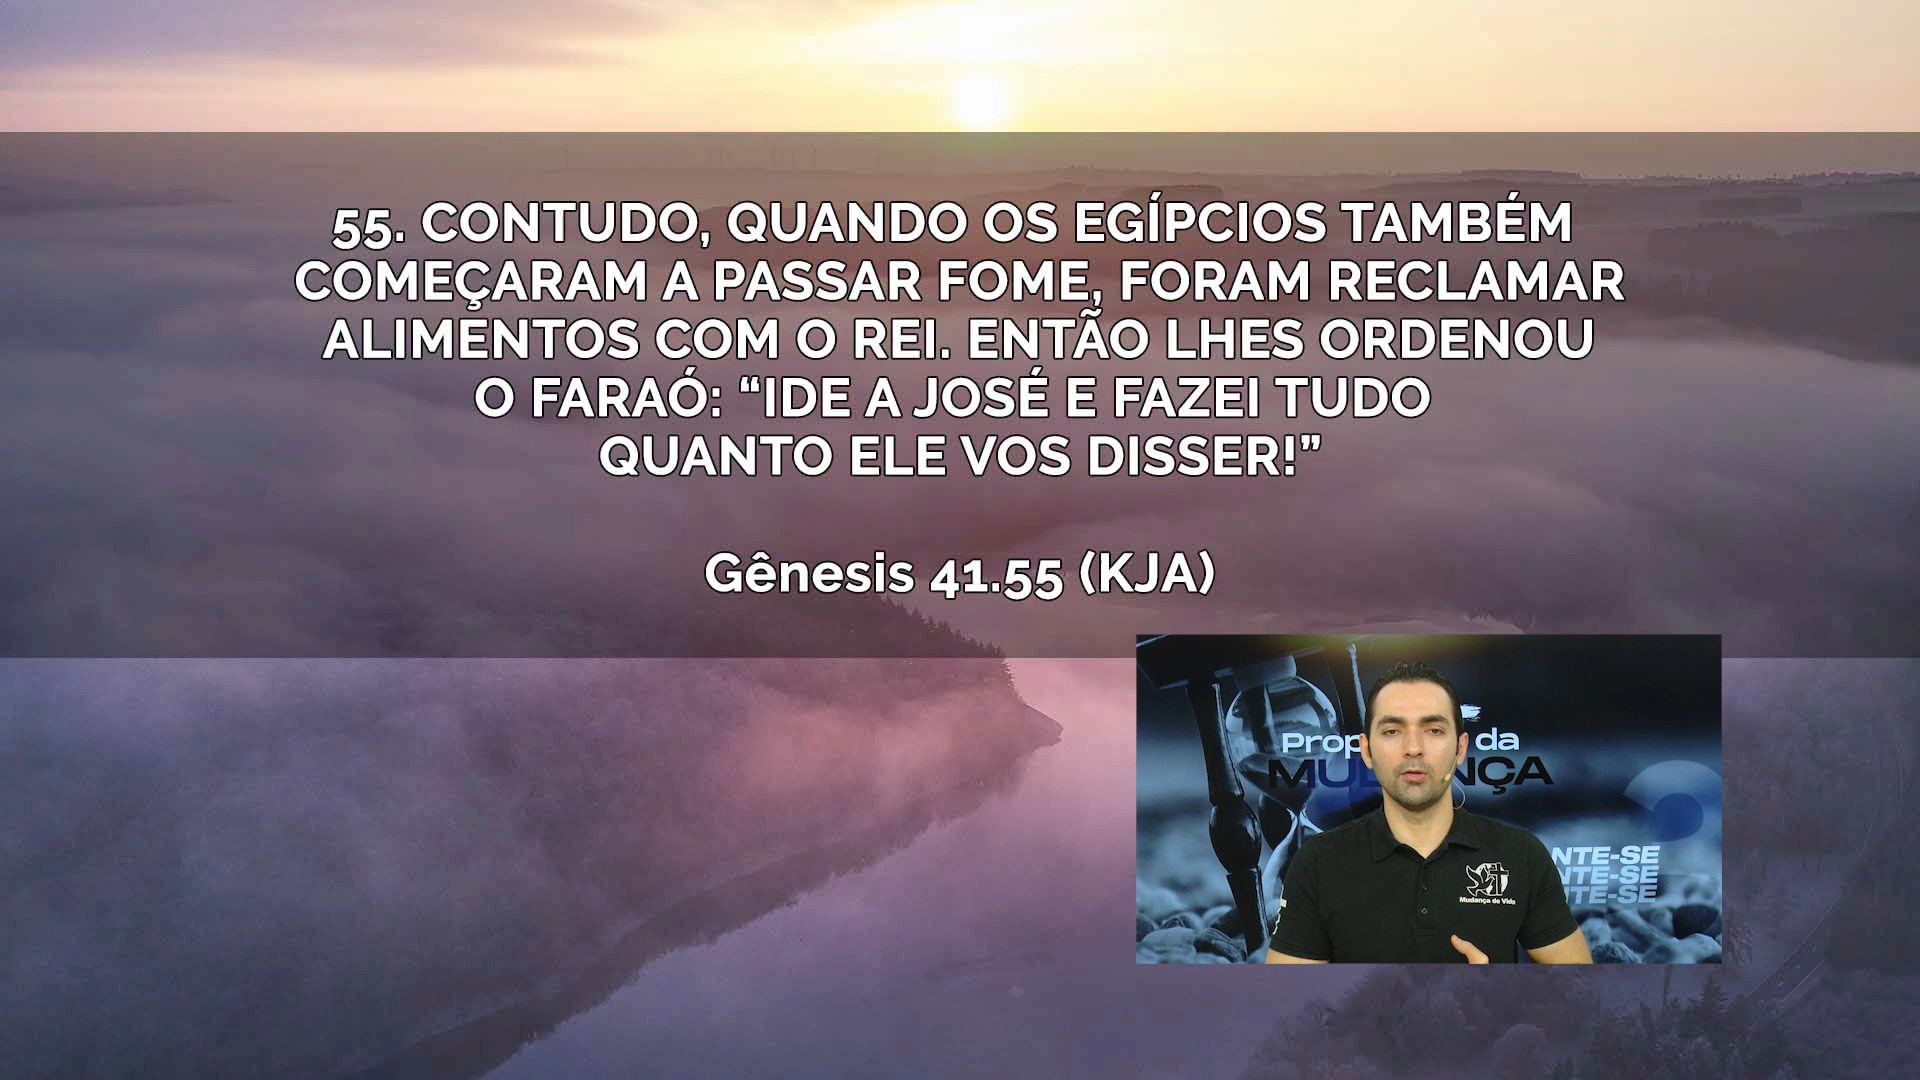 55. CONTUDO, QUANDO OS EGÍPCIOS TAMBÉM
COMEÇARAM A PASSAR FOME, FORAM RECLAMAR
ALIMENTOS COM O REI. ENTÃO LHES ORDENOU
O FARAÓ: “IDE A JOSÉ E FAZEI TUDO
QUANTO ELE VOS DISSER!”
Gênesis 41.55 (KJA)
da
NTE-SE
NTE-SE
NTE-SE
Mudança de Vida